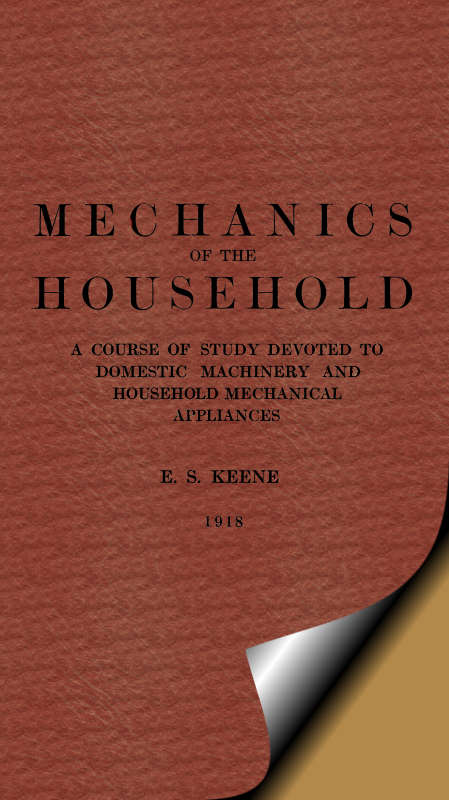 MECHANICS
OF THE
HOUSEHOLD
A COURSE OF STUDY DEVOTED TO
DOMESTIC MACHINERY AND
HOUSEHOLD MECHANICAL
APPLIANCES
E. S. KEENE
1918